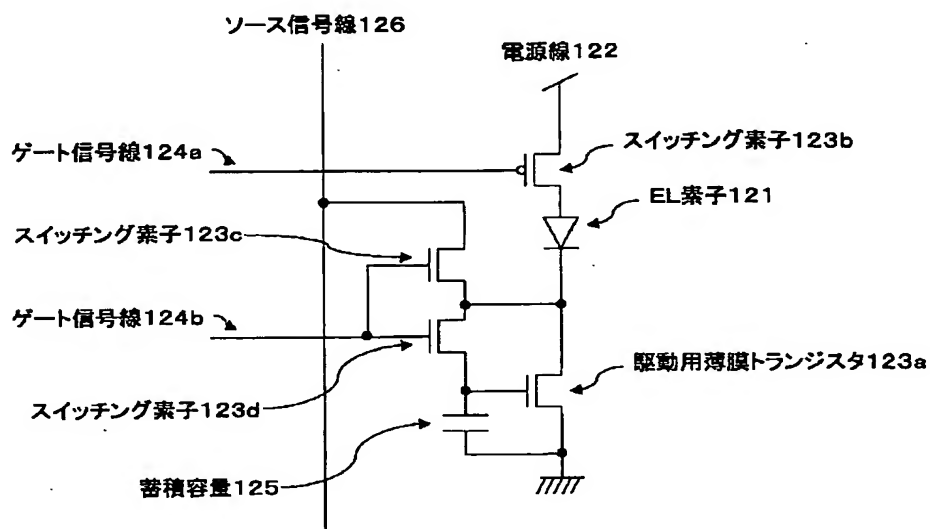 ソース信号線126
電源線122
ゲート信号線124a
スイッチング素子123b
EL素子121
スイッチング素子123c
ゲート信号線124b
駆動用薄膜トランジスタ123a
スイッチング素子123d
蓄積容量125